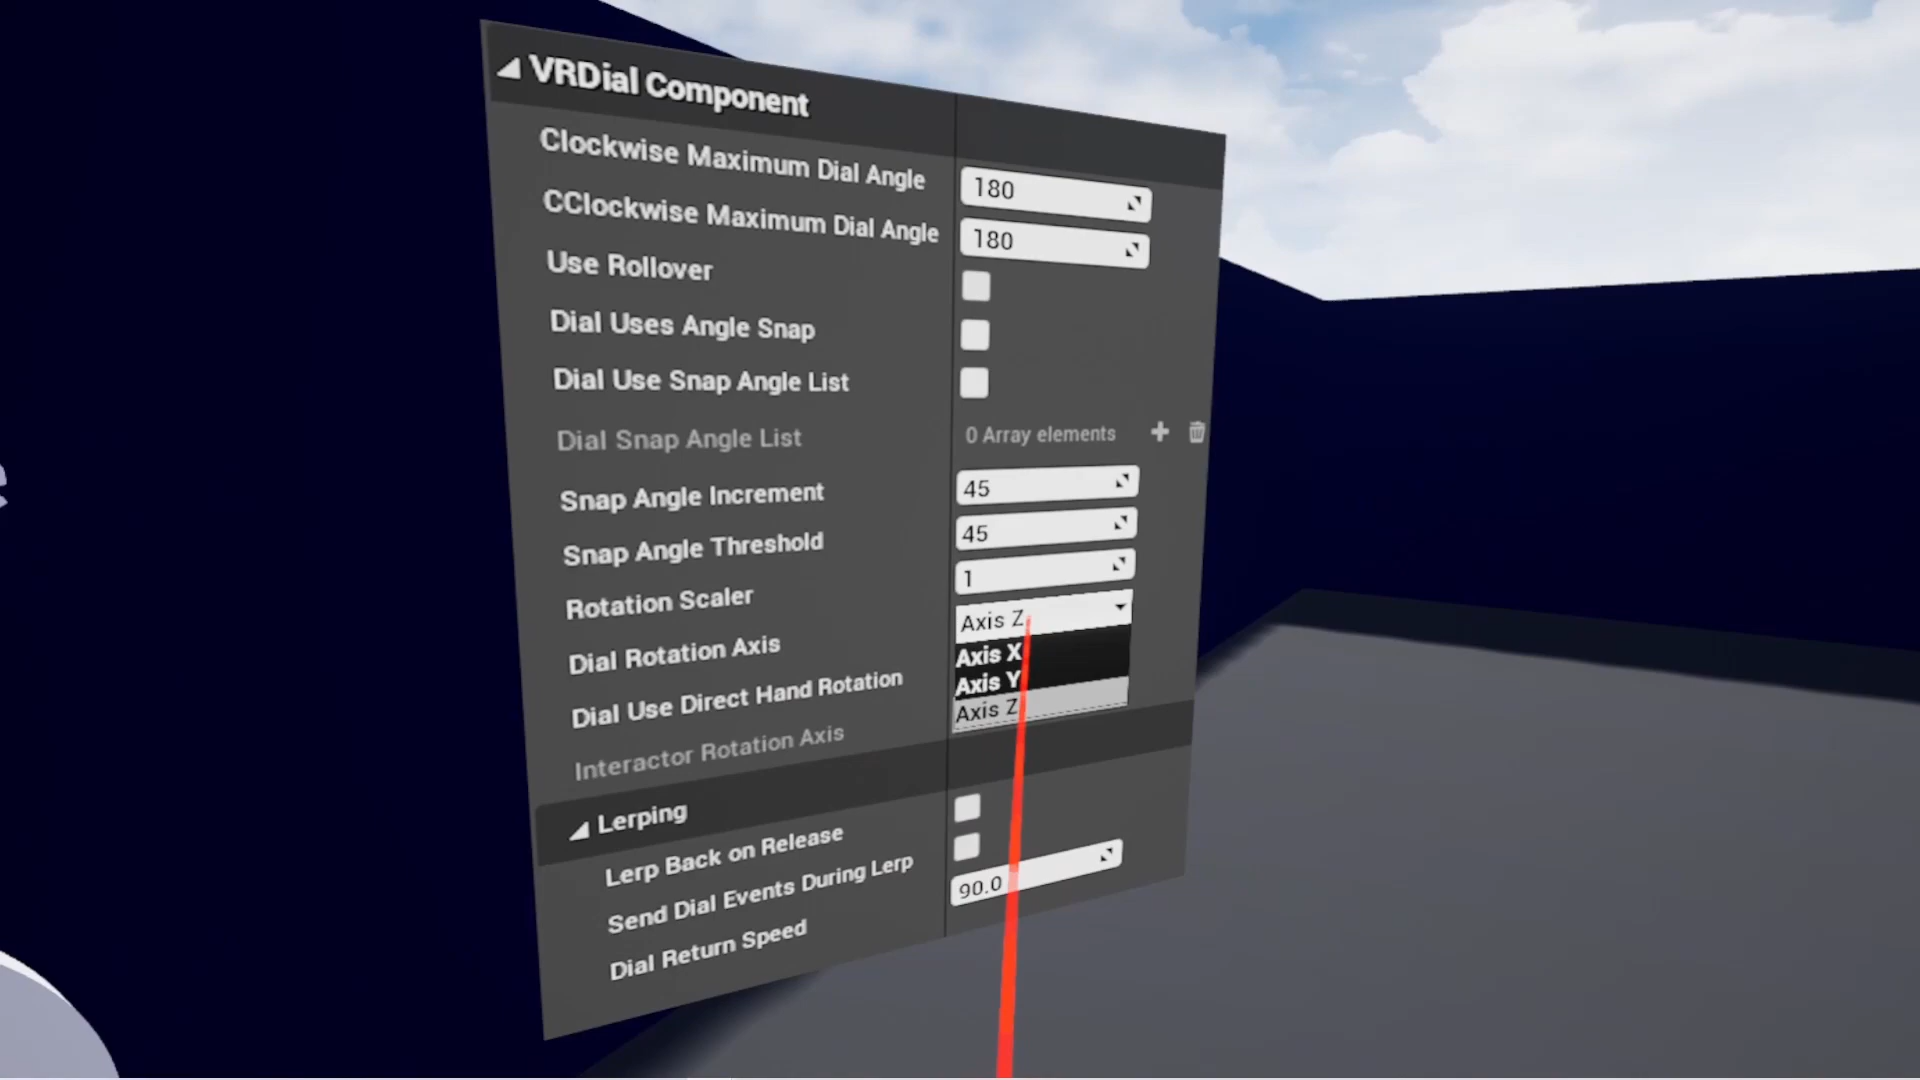 VRDial Component
Clockwise Maximum Dial Angle 180
CClockwise Maximum Dial Angle 180
Use Rollover
Dial Uses Angle Snap
Dial Use Snap Angle List
Dial Snap Angle List 0 Array elements
Snap Angle Increment 45
Snap Angle Threshold 45
Rotation Scaler 1
Dial Rotation Axis Axis Z
Axis X
Axis Y
Axis Z
Dial Use Direct Hand Rotation
Interactor Rotation Axis
Lerping
Lerp Back on Release
Send Dial Events During Lerp
Dial Return Speed 90.0